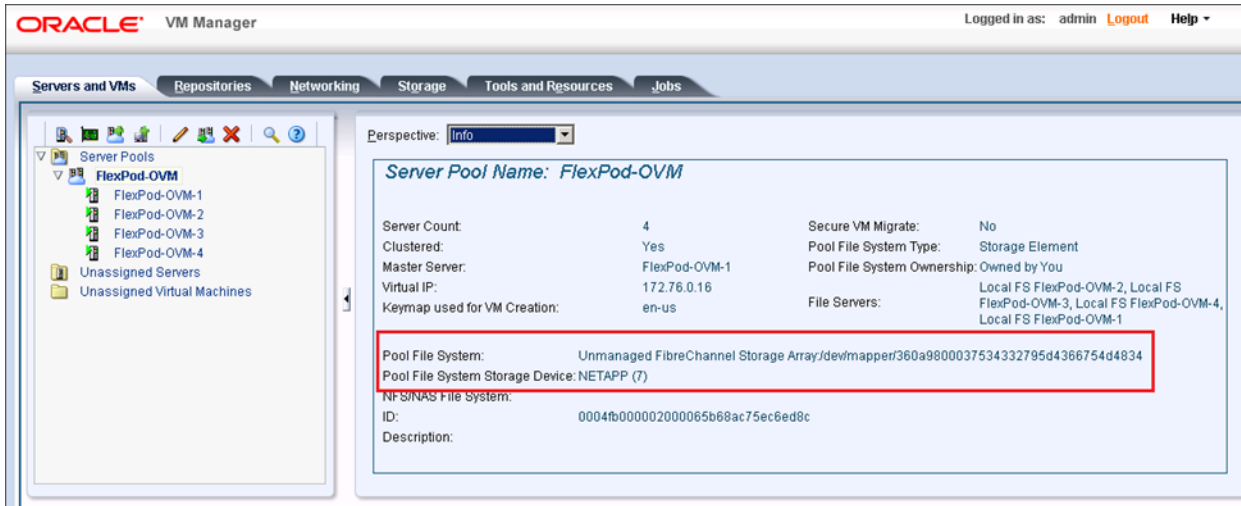 ORACLE VM Manager Logged in as: admin Logout Help
Servers and VMs Repositories Networking Storage Tools and Resources Jobs
Server Pools
FlexPod-OVM
FlexPod-OVM-1
FlexPod-OVM-2
FlexPod-OVM-3
FlexPod-OVM-4
Unassigned Servers
Unassigned Virtual Machines
Perspective: Info
Server Pool Name: FlexPod-OVM
Server Count: 4
Clustered: Yes
Master Server: FlexPod-OVM-1
Virtual IP: 172.76.0.16
Keymap used for VM Creation: en-us
Secure VM Migrate: No
Pool File System Type: Storage Element
Pool File System Ownership: Owned by You
File Servers: Local FS FlexPod-OVM-2, Local FS
FlexPod-OVM-3, Local FS FlexPod-OVM-4,
Local FS FlexPod-OVM-1
Pool File System: Unmanaged FibreChannel Storage Array:/dev/mapper/360a9800037534332795d4366754d4834
Pool File System Storage Device: NETAPP (7)
NFS/NAS File System:
ID: 0004fb000002000065b68ac75ec6ed8c
Description: